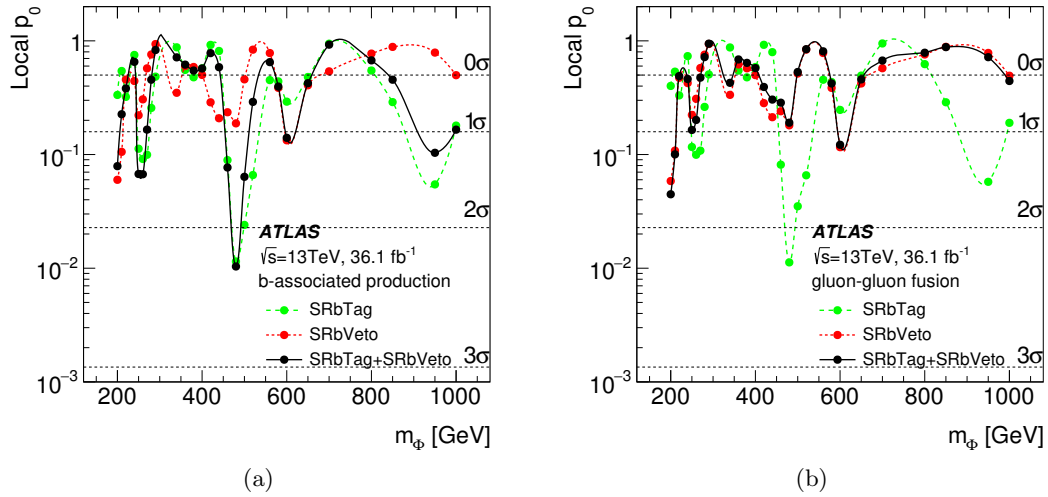 Local p₀
1
10⁻¹
10⁻²
10⁻³
0σ
1σ
2σ
3σ
ATLAS
√s=13TeV, 36.1 fb⁻¹
b-associated production
SRbTag
SRbVeto
SRbTag+SRbVeto
200 400 600 800 1000
m_Φ [GeV]
(a)
Local p₀
1
10⁻¹
10⁻²
10⁻³
0σ
1σ
2σ
3σ
ATLAS
√s=13TeV, 36.1 fb⁻¹
gluon-gluon fusion
SRbTag
SRbVeto
SRbTag+SRbVeto
200 400 600 800 1000
m_Φ [GeV]
(b)